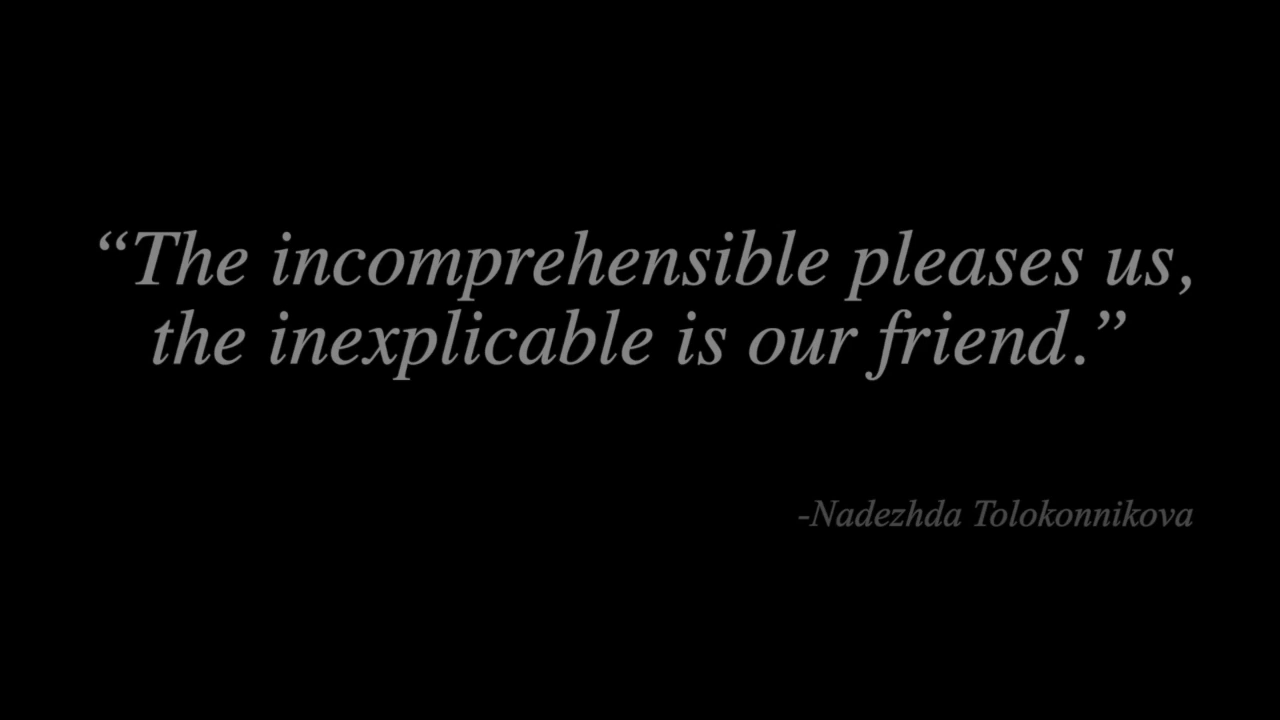 “The incomprehensible pleases us,
the inexplicable is our friend.”
-Nadezhda Tolokonnikova